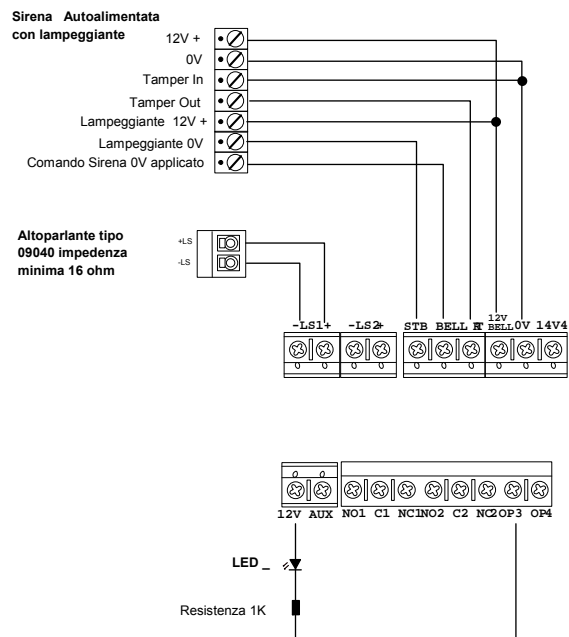 Sirena Autoalimentata
con lampeggiante
12V +
0V
Tamper In
Tamper Out
Lampeggiante 12V +
Lampeggiante 0V
Comando Sirena 0V applicato
Altoparlante tipo
09040 impedenza
minima 16 ohm
+LS
-LS
-LS1+ -LS2+ STB BELL 12V BELL 0V 14V4
12V AUX NO1 C1 NC1 NO2 C2 NC2 OP3 OP4
LED _
Resistenza 1K